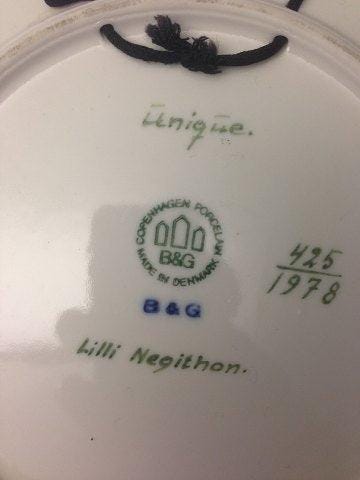 Unique.
COPENHAGEN PORCELAIN
B&G
MADE IN DENMARK
B&G
425
1978
Lilli Negithon.